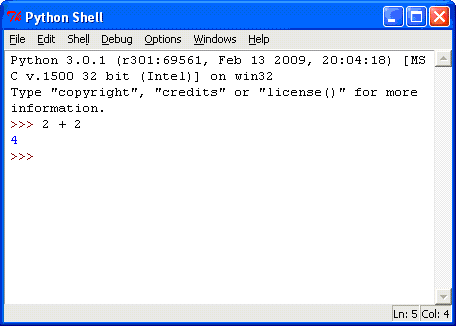 Python Shell
File Edit Shell Debug Options Windows Help
Python 3.0.1 (r301:69561, Feb 13 2009, 20:04:18) [MS
C v.1500 32 bit (Intel)] on win32
Type "copyright", "credits" or "license()" for more
information.
>>> 2 + 2
4
>>>
Ln: 5 Col: 4